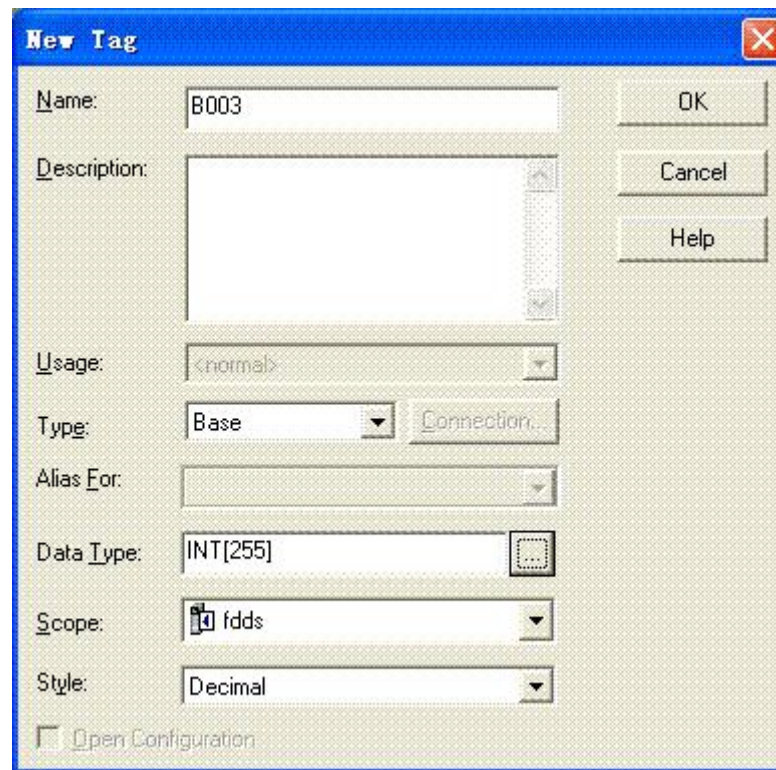 New Tag
Name:
B003
OK
Description:
Cancel
Help
Usage:
<normal>
Type:
Base
Connection...
Alias For:
Data Type:
INT[255]
...
Scope:
fdds
Style:
Decimal
Open Configuration